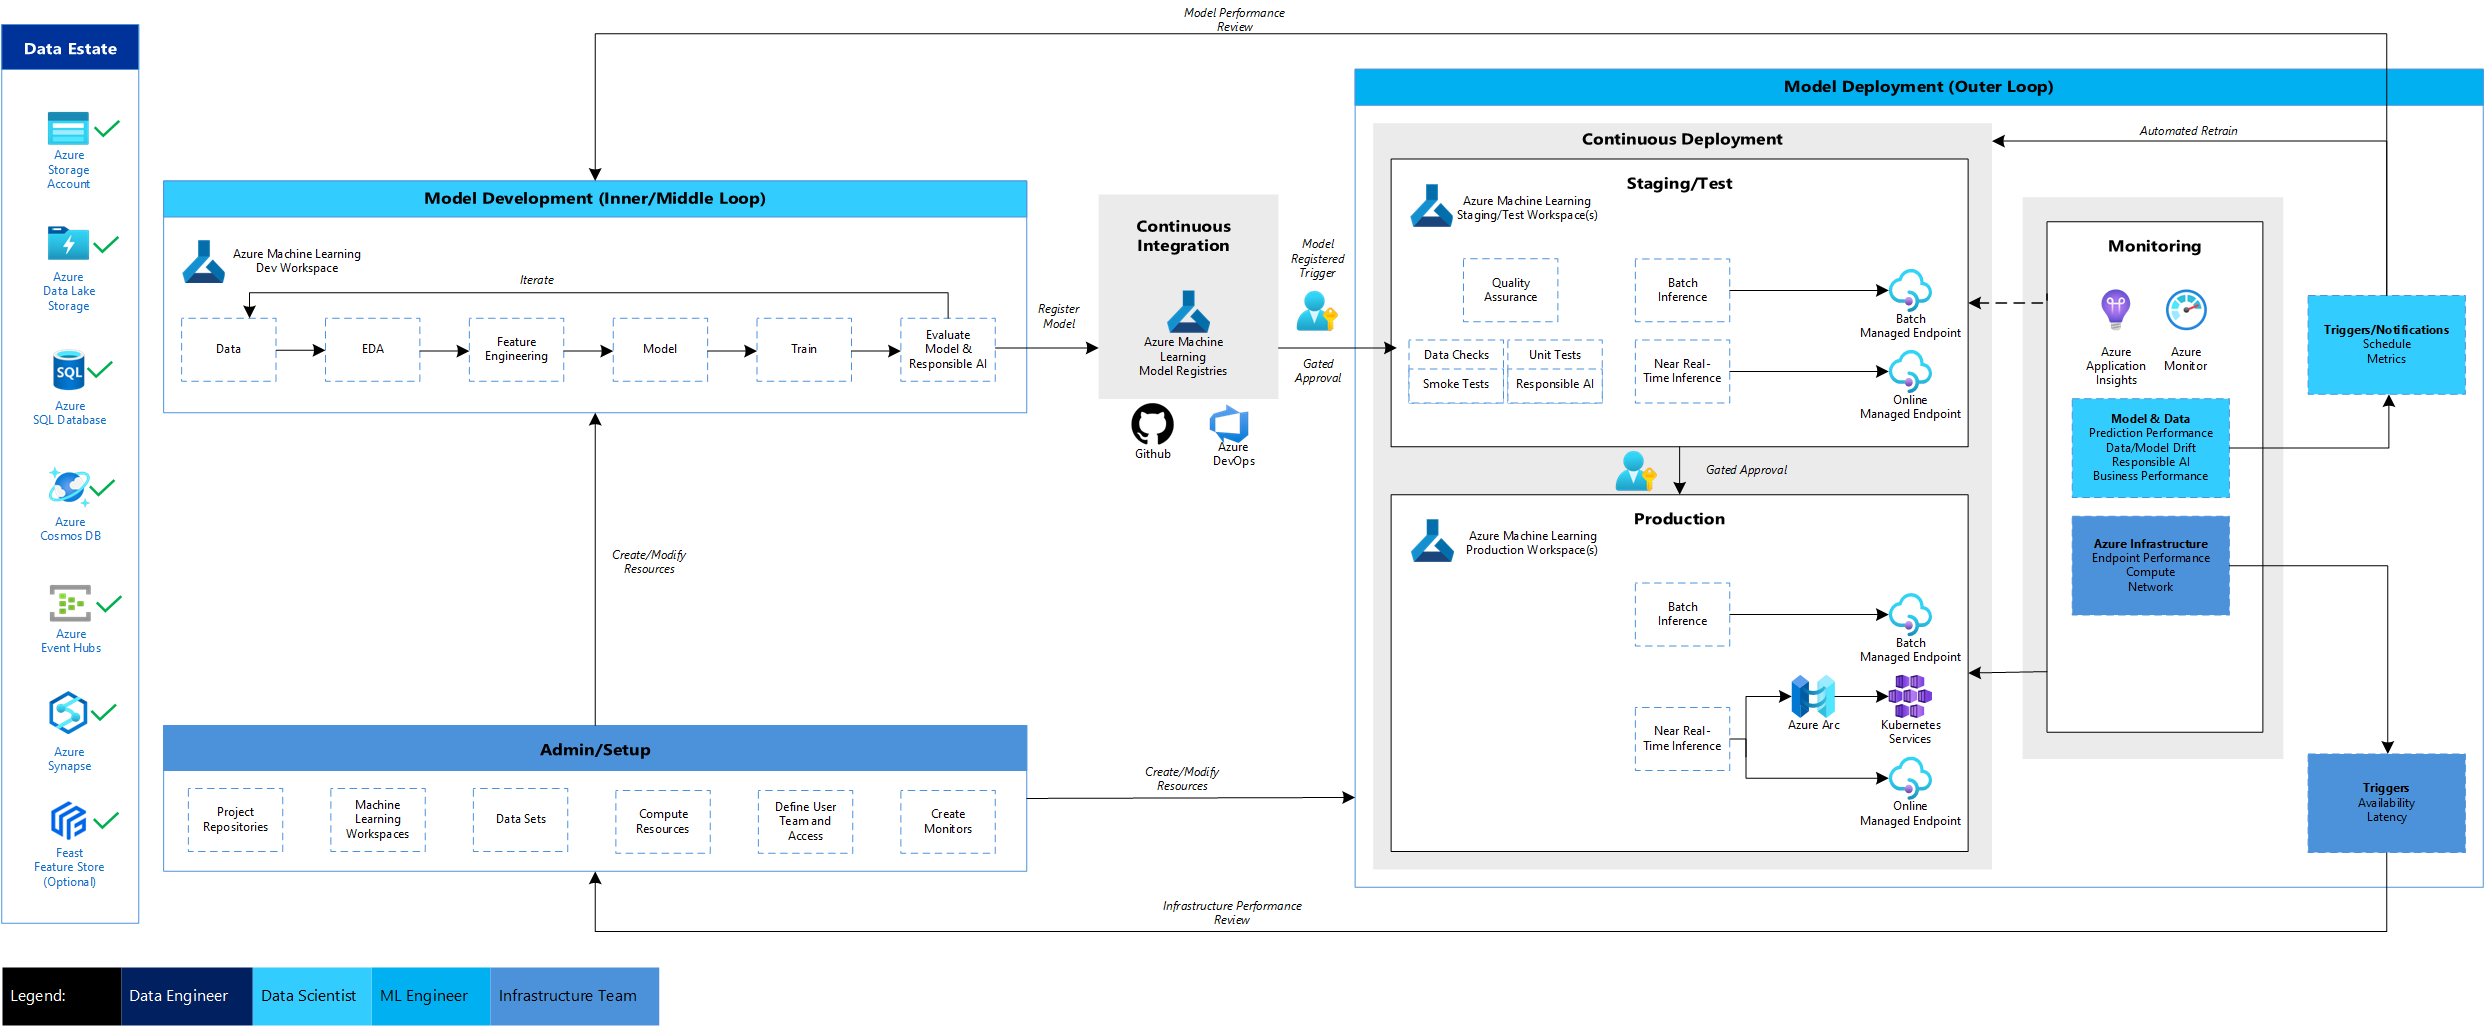 Model Performance
Review
Data Estate
Azure
Storage
Account
Azure
Data Lake
Storage
SQL
Azure
SQL Database
Azure
Cosmos DB
Azure
Event Hubs
Azure
Synapse
Feast
Feature Store
(Optional)
Model Development (Inner/Middle Loop)
Azure Machine Learning
Dev Workspace
Iterate
Data
EDA
Feature
Engineering
Model
Train
Evaluate
Model &
Responsible AI
Register
Model
Continuous
Integration
Azure Machine
Learning
Model Registries
Github
Azure
DevOps
Model
Registered
Trigger
Gated
Approval
Create/Modify
Resources
Admin/Setup
Project
Repositories
Machine
Learning
Workspaces
Data Sets
Compute
Resources
Define User
Team and
Access
Create
Monitors
Create/Modify
Resources
Infrastructure Performance
Review
Model Deployment (Outer Loop)
Continuous Deployment
Automated Retrain
Staging/Test
Azure Machine Learning
Staging/Test Workspace(s)
Quality
Assurance
Data Checks
Unit Tests
Smoke Tests
Responsible AI
Batch
Inference
Batch
Managed Endpoint
Near Real-
Time Inference
Online
Managed Endpoint
Gated Approval
Production
Azure Machine Learning
Production Workspace(s)
Batch
Inference
Batch
Managed Endpoint
Near Real-
Time Inference
Azure Arc
Kubernetes
Services
Online
Managed Endpoint
Monitoring
Azure
Application
Insights
Azure
Monitor
Model & Data
Prediction Performance
Data/Model Drift
Responsible AI
Business Performance
Azure Infrastructure
Endpoint Performance
Compute
Network
Triggers/Notifications
Schedule
Metrics
Triggers
Availability
Latency
Legend:
Data Engineer
Data Scientist
ML Engineer
Infrastructure Team